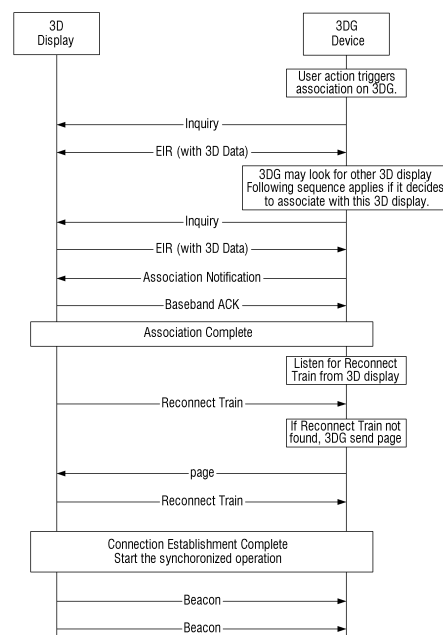 3D
Display
3DG
Device
User action triggers
association on 3DG.
Inquiry
EIR (with 3D Data)
3DG may look for other 3D display
Following sequence applies if it decides
to associate with this 3D display.
Inquiry
EIR (with 3D Data)
Association Notification
Baseband ACK
Association Complete
Listen for Reconnect
Train from 3D display
Reconnect Train
If Reconnect Train not
found, 3DG send page
page
Reconnect Train
Connection Establishment Complete
Start the synchoronized operation
Beacon
Beacon